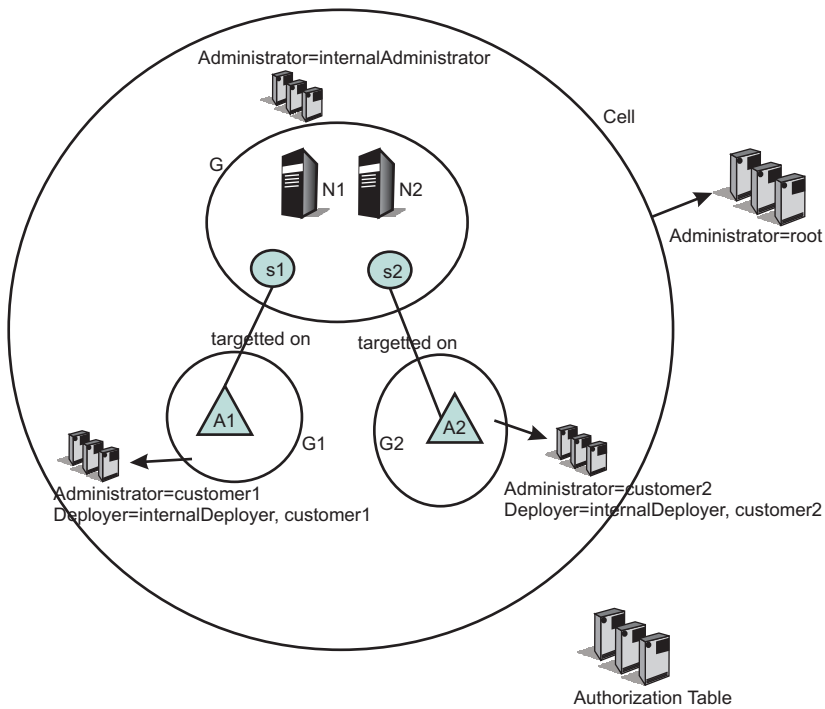 Administrator=internalAdministrator
Cell
G
N1
N2
Administrator=root
s1
s2
targetted on
targetted on
A1
A2
G1
G2
Administrator=customer1
Deployer=internalDeployer, customer1
Administrator=customer2
Deployer=internalDeployer, customer2
Authorization Table